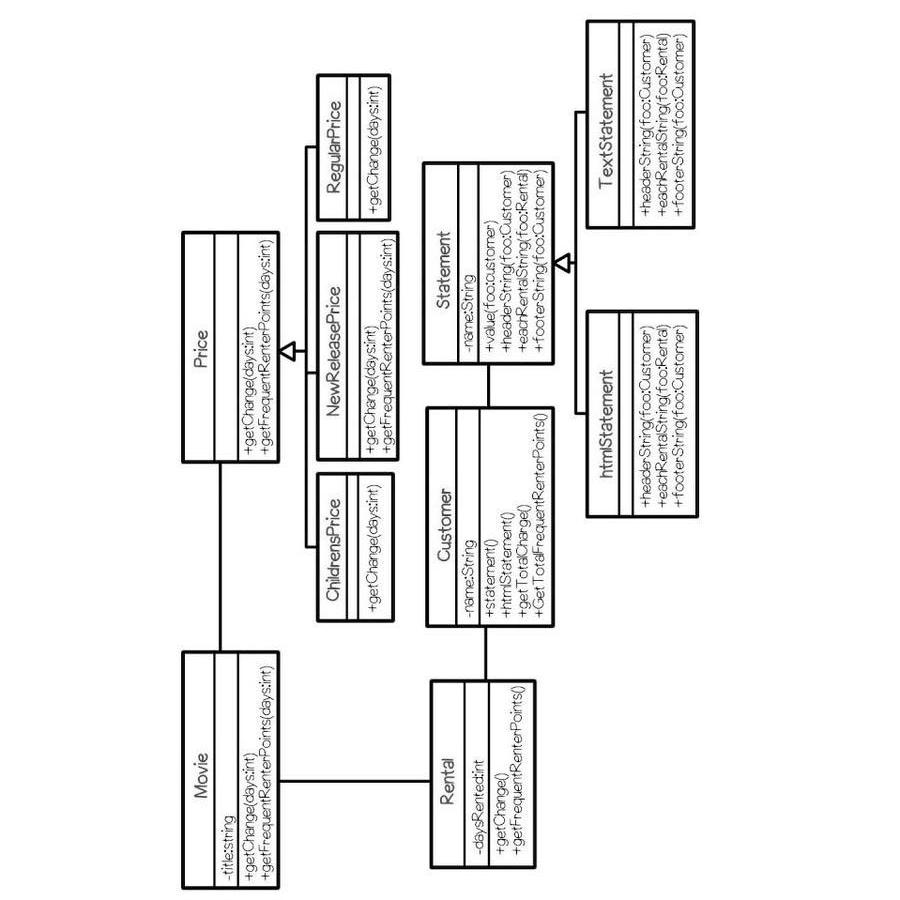 Movie
-title:string
+getChange(days:int)
+getFrequentRenterPoints(days:int)
Price
+getChange(days:int)
+getFrequentRenterPoints(days:int)
ChildrensPrice
+getChange(days:int)
NewReleasePrice
+getChange(days:int)
+getFrequentRenterPoints(days:int)
RegularPrice
+getChange(days:int)
Rental
-daysRented:int
+getChange()
+getFrequentRenterPoints()
Customer
-name:String
+statement()
+htmlStatement()
+getTotalCharge()
+GetTotalFrequentRenterPoints()
Statement
-name:String
+value(foo:customer)
+headerString(foo:Customer)
+eachRentalString(foo:Rental)
+footerString(foo:Customer)
htmlStatement
+headerString(foo:Customer)
+eachRentalString(foo:Rental)
+footerString(foo:Customer)
TextStatement
+headerString(foo:Customer)
+eachRentalString(foo:Rental)
+footerString(foo:Customer)